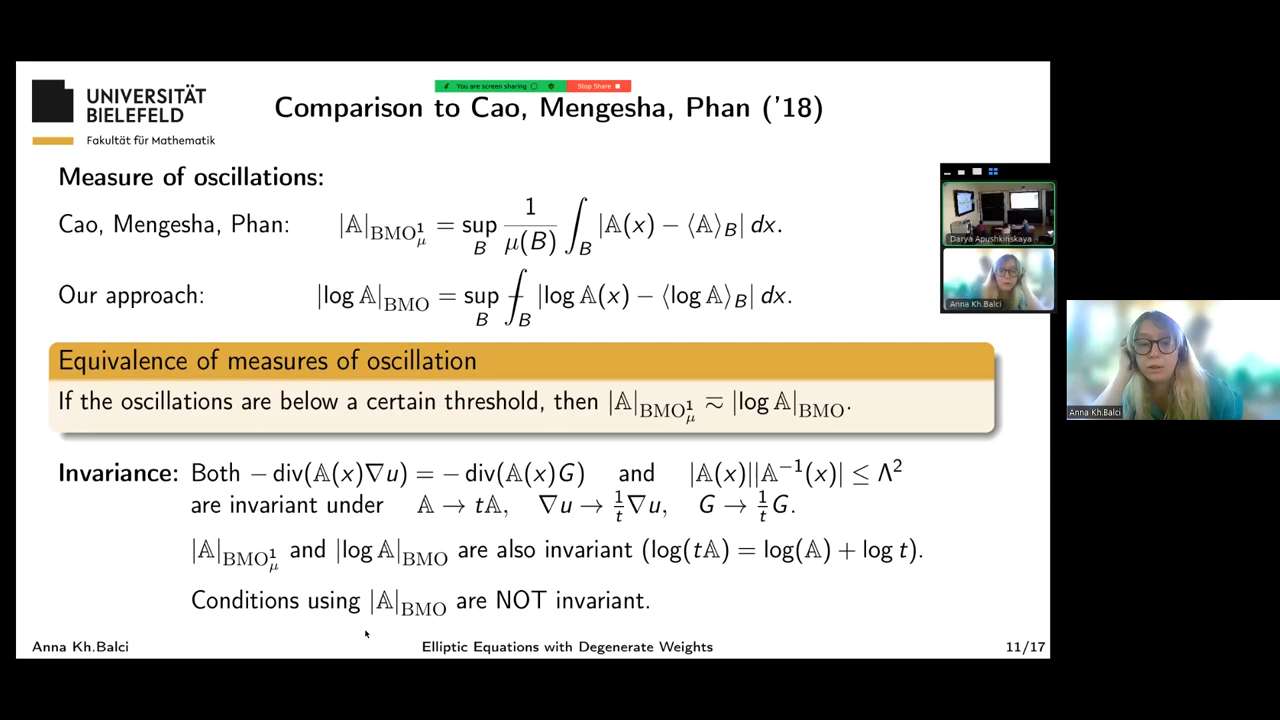 You are screen sharing
Stop Share
UNIVERSITÄT
BIELEFELD
Fakultät für Mathematik
Comparison to Cao, Mengesha, Phan ('18)
Measure of oscillations:
Cao, Mengesha, Phan: |𝔸|_{BMO^1_μ} = sup_B 1/μ(B) ∫_B |𝔸(x) − ⟨𝔸⟩_B| dx.
Our approach: |log 𝔸|_{BMO} = sup_B ⨍_B |log 𝔸(x) − ⟨log 𝔸⟩_B| dx.
Equivalence of measures of oscillation
If the oscillations are below a certain threshold, then |𝔸|_{BMO^1_μ} ≂ |log 𝔸|_{BMO}.
Invariance: Both − div(𝔸(x)∇u) = − div(𝔸(x)G) and |𝔸(x)||𝔸^{−1}(x)| ≤ Λ^2
are invariant under 𝔸 → t𝔸, ∇u → 1/t ∇u, G → 1/t G.
|𝔸|_{BMO^1_μ} and |log 𝔸|_{BMO} are also invariant (log(t𝔸) = log(𝔸) + log t).
Conditions using |𝔸|_{BMO} are NOT invariant.
Anna Kh.Balci Elliptic Equations with Degenerate Weights 11/17
Darya Apushkinskaya
Anna Kh.Balci
Anna Kh.Balci